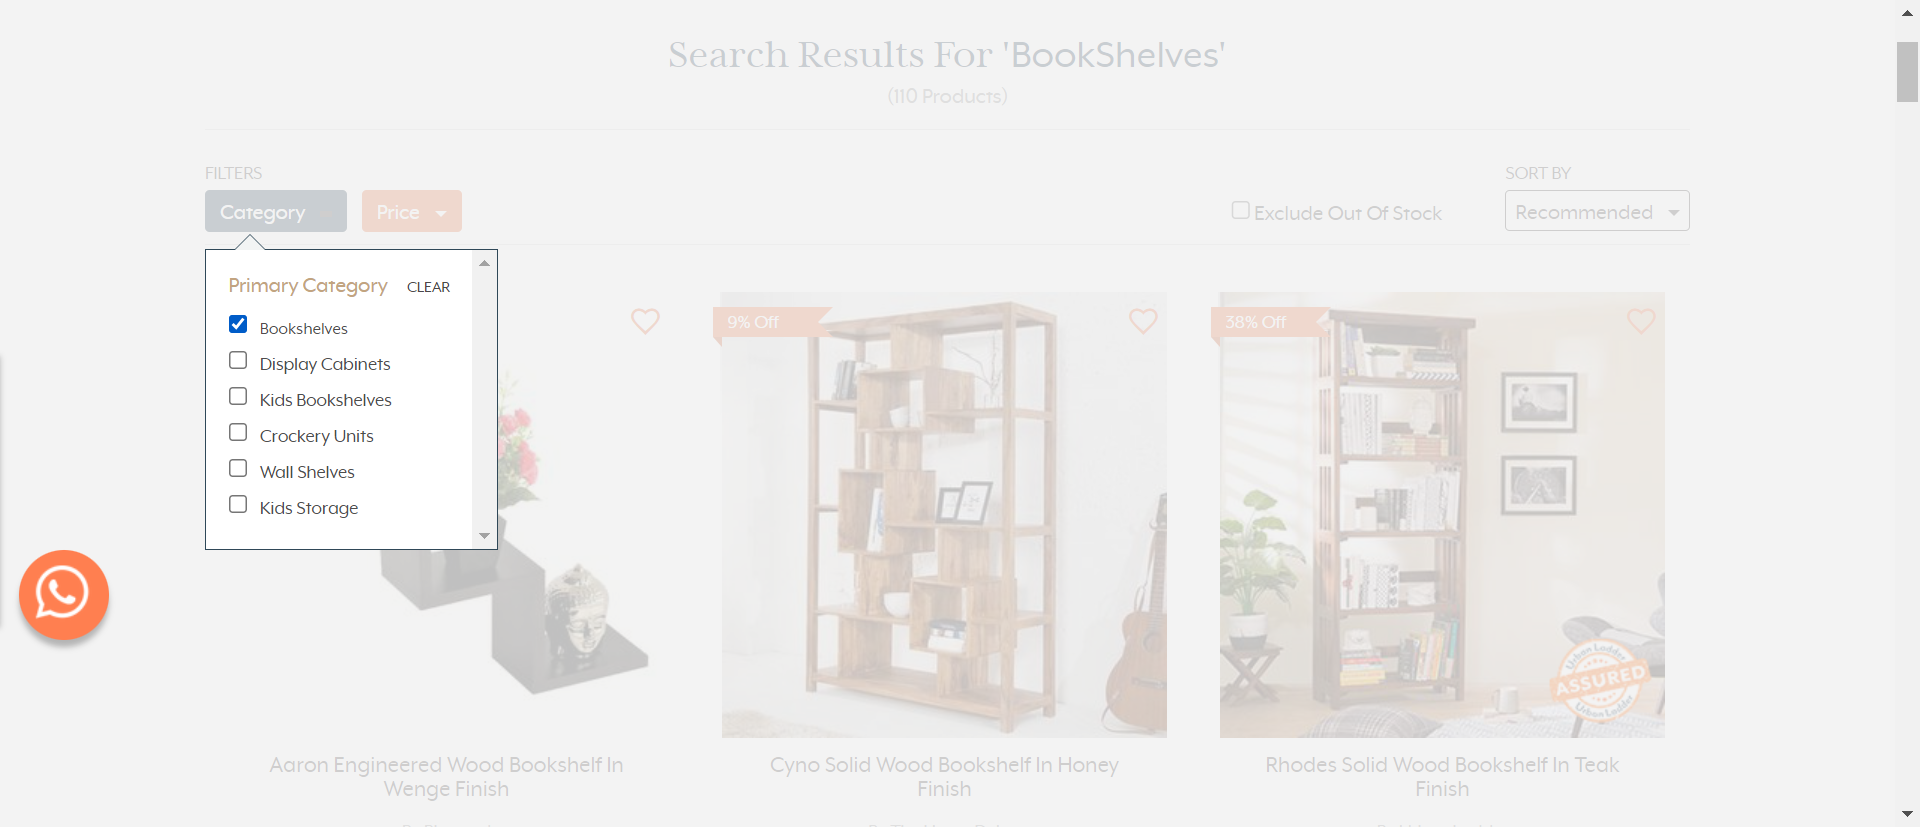 Search Results For 'BookShelves'
(110 Products)
FILTERS
SORT BY
Category
Price
Exclude Out Of Stock
Recommended
Primary Category CLEAR
Bookshelves
Display Cabinets
Kids Bookshelves
Crockery Units
Wall Shelves
Kids Storage
9% Off
38% Off
Urban Ladder
ASSURED
Urban Ladder
Aaron Engineered Wood Bookshelf In
Wenge Finish
Cyno Solid Wood Bookshelf In Honey
Finish
Rhodes Solid Wood Bookshelf In Teak
Finish